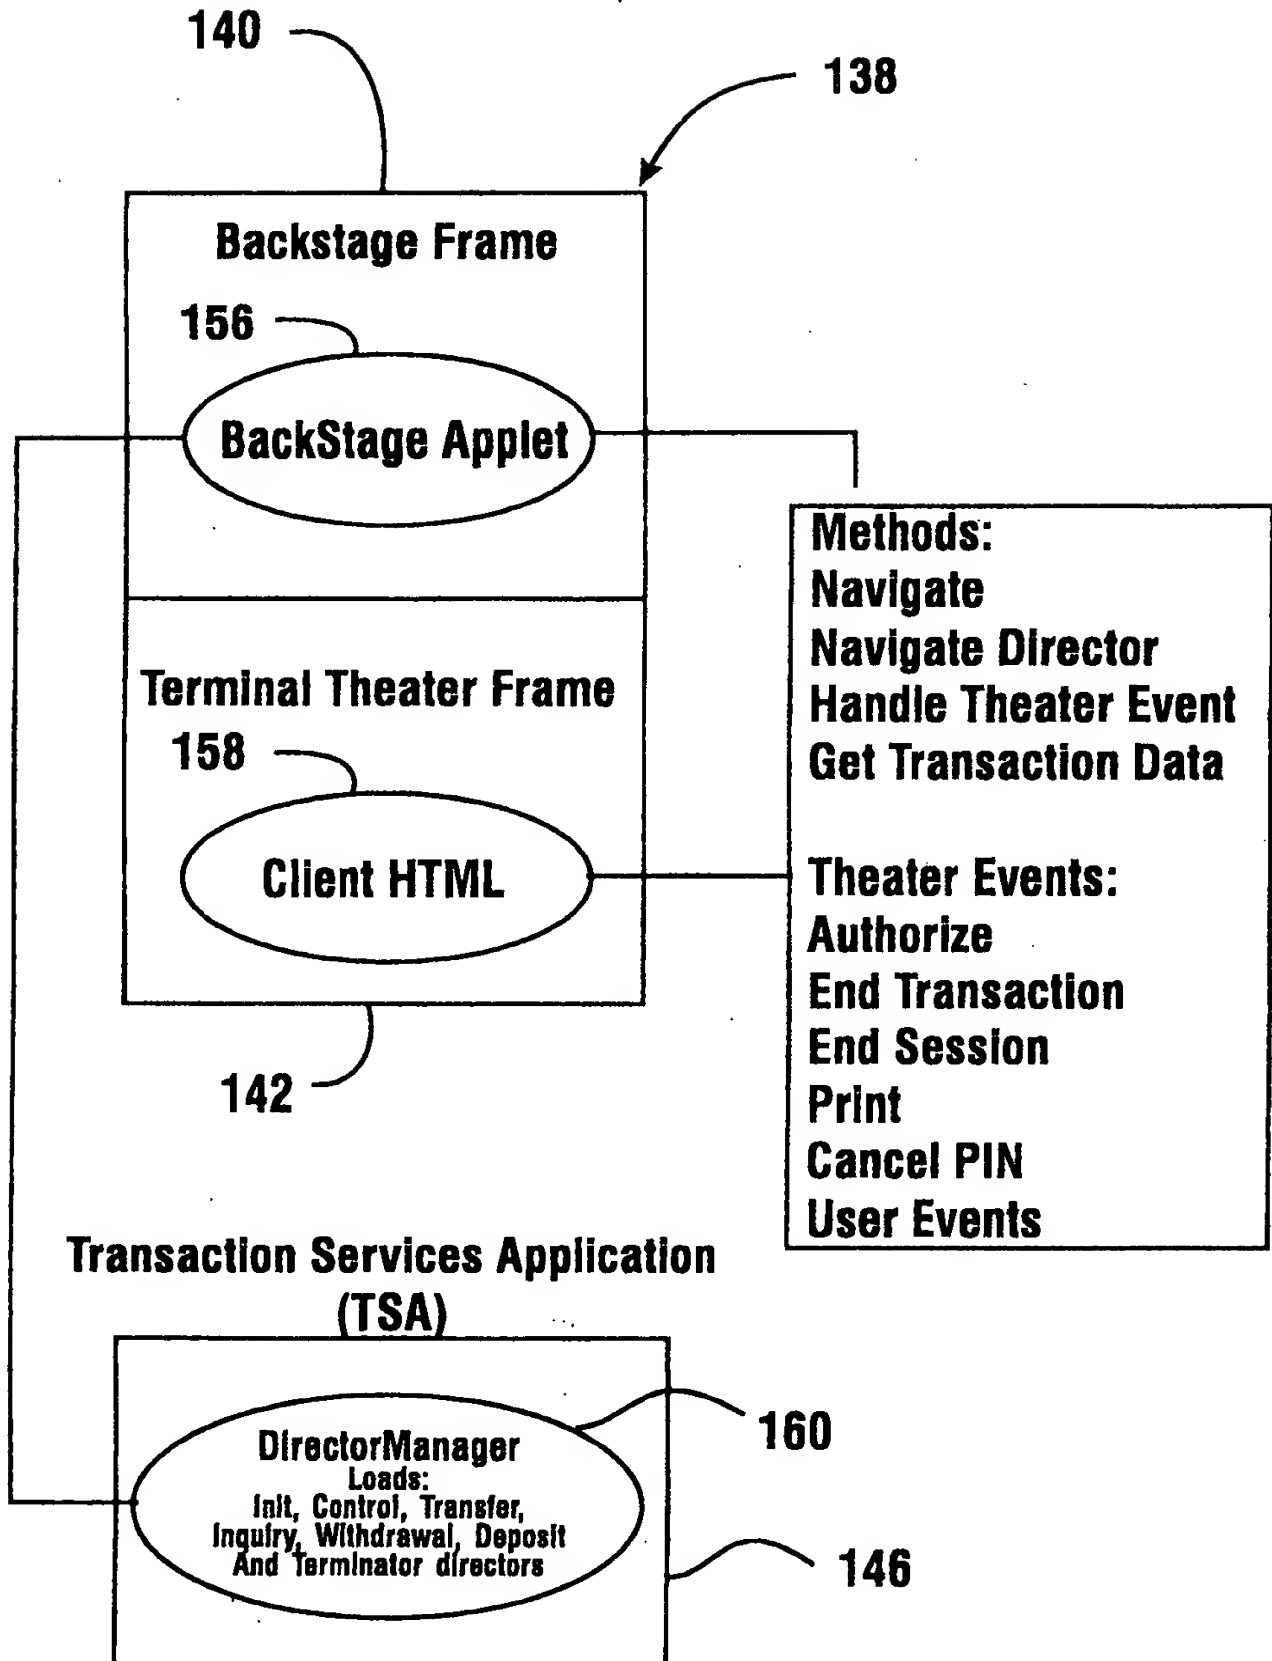 140
138
Backstage Frame
156
BackStage Applet
Methods:
Navigate
Navigate Director
Handle Theater Event
Get Transaction Data
Theater Events:
Authorize
End Transaction
End Session
Print
Cancel PIN
User Events
Terminal Theater Frame
158
Client HTML
142
Transaction Services Application
(TSA)
160
DirectorManager
Loads:
Init, Control, Transfer,
Inquiry, Withdrawal, Deposit
And Terminator directors
146